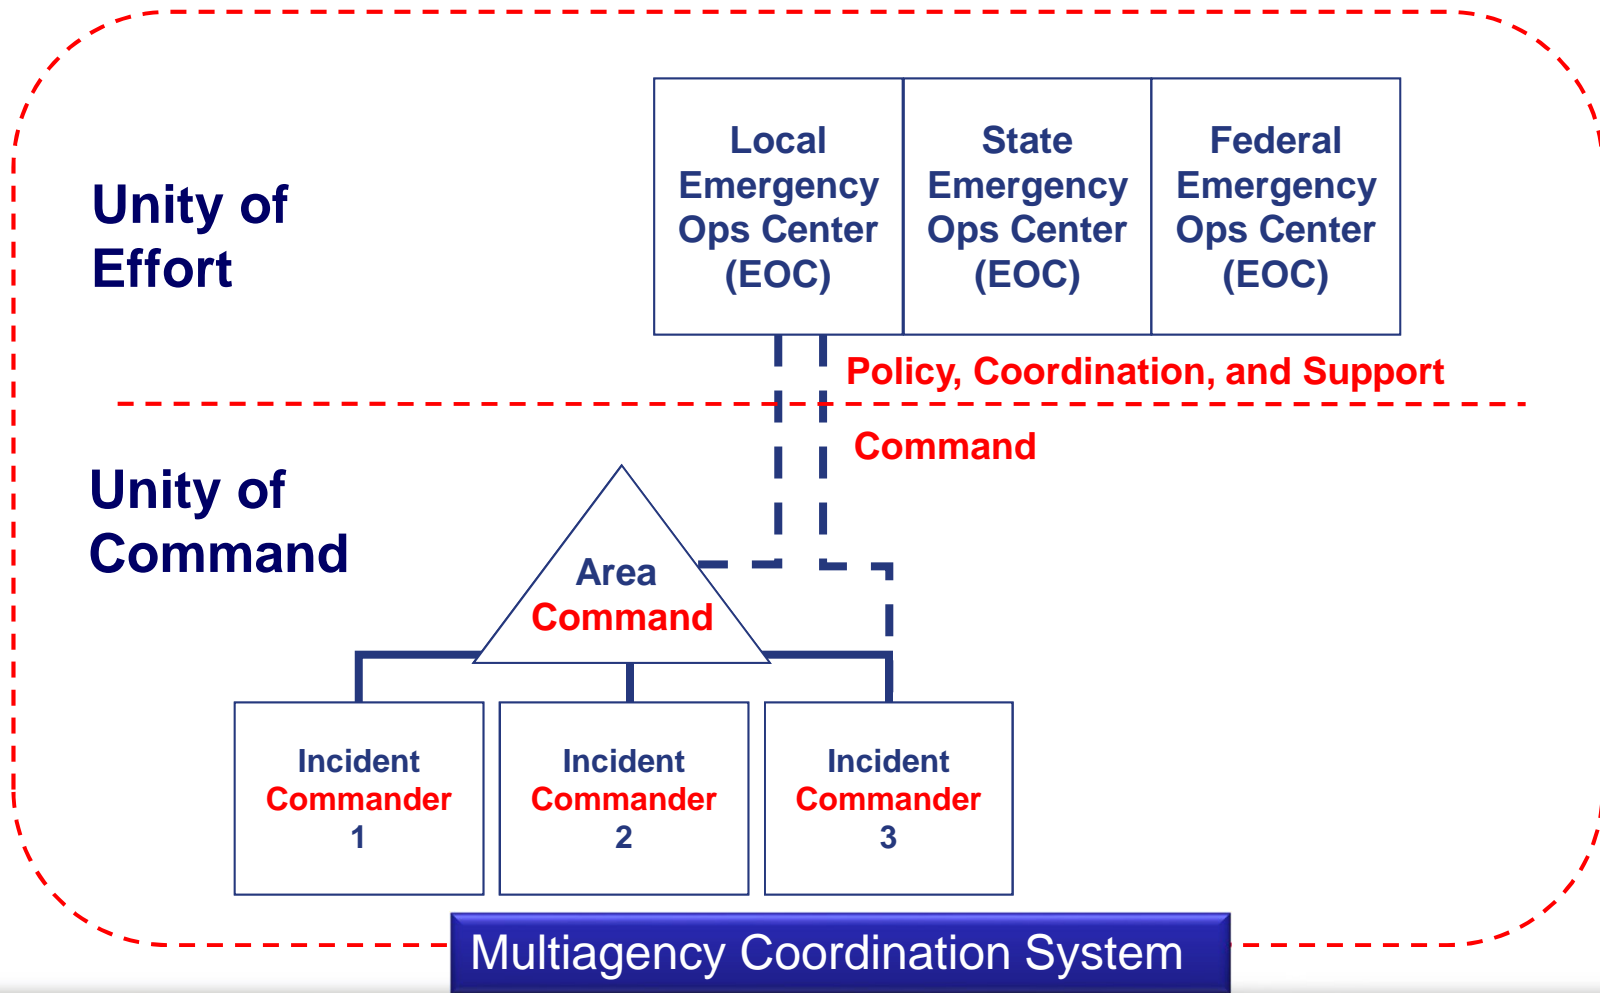 Unity of
Effort
Local
Emergency
Ops Center
(EOC)
State
Emergency
Ops Center
(EOC)
Federal
Emergency
Ops Center
(EOC)
Policy, Coordination, and Support
Command
Unity of
Command
Area
Command
Incident
Commander
1
Incident
Commander
2
Incident
Commander
3
Multiagency Coordination System